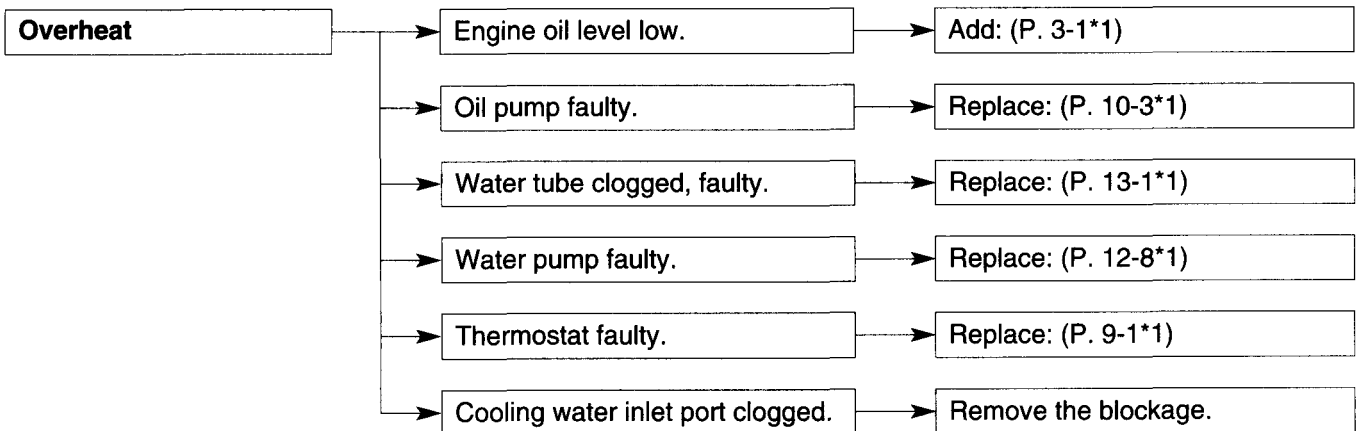 Overheat
Engine oil level low.
Add: (P. 3-1*1)
Oil pump faulty.
Replace: (P. 10-3*1)
Water tube clogged, faulty.
Replace: (P. 13-1*1)
Water pump faulty.
Replace: (P. 12-8*1)
Thermostat faulty.
Replace: (P. 9-1*1)
Cooling water inlet port clogged.
Remove the blockage.